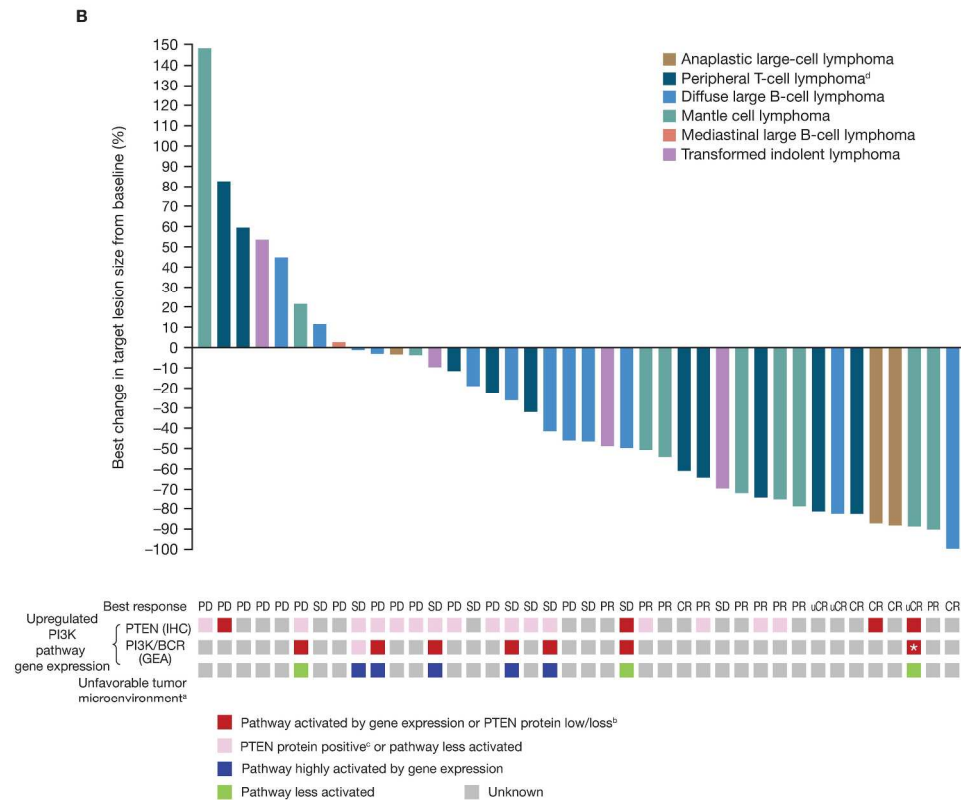 B
150
140
130
120
110
100
90
80
70
60
50
40
30
20
10
0
−10
−20
−30
−40
−50
−60
−70
−80
−90
−100
Best change in target lesion size from baseline (%)
Anaplastic large-cell lymphoma
Peripheral T-cell lymphomaᵈ
Diffuse large B-cell lymphoma
Mantle cell lymphoma
Mediastinal large B-cell lymphoma
Transformed indolent lymphoma
Best response PD PD PD PD PD PD SD PD SD PD PD PD SD PD SD PD SD SD SD PD PD PR SD PR PR CR PR SD PR PR PR PR uCR uCR CR CR CR uCR PR CR
Upregulated
PI3K
pathway
gene expression
PTEN (IHC)
PI3K/BCR
(GEA)
*
Unfavorable tumor
microenvironmentᵃ
Pathway activated by gene expression or PTEN protein low/lossᵇ
PTEN protein positiveᶜ or pathway less activated
Pathway highly activated by gene expression
Pathway less activated
Unknown